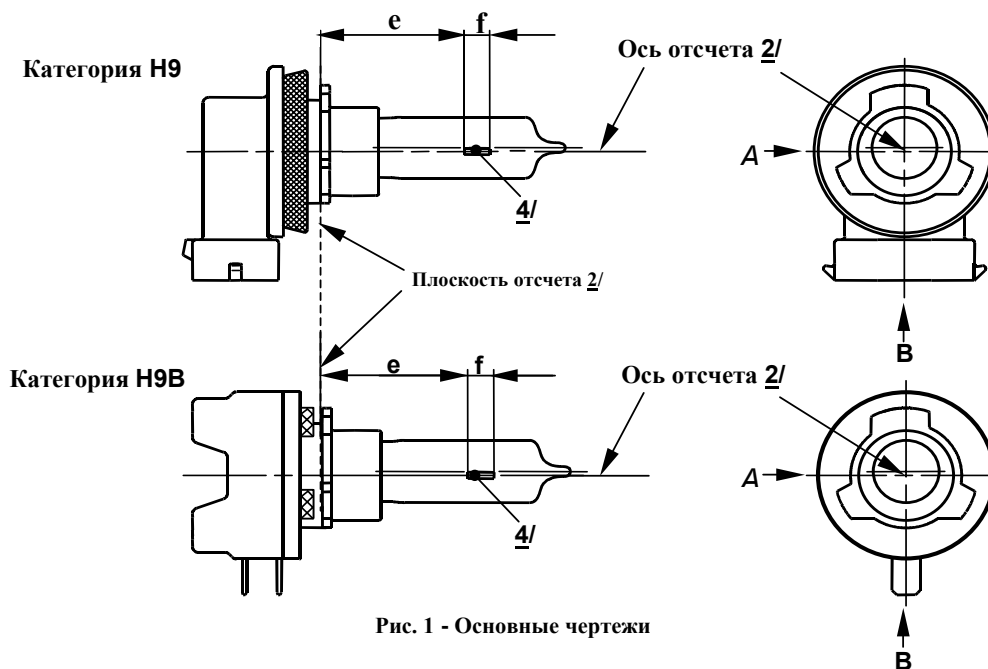 e f
Категория H9
Ось отсчета 2/
A
4/
Плоскость отсчета 2/
B
e f
Категория H9B
Ось отсчета 2/
A
4/
Рис. 1 - Основные чертежи
B